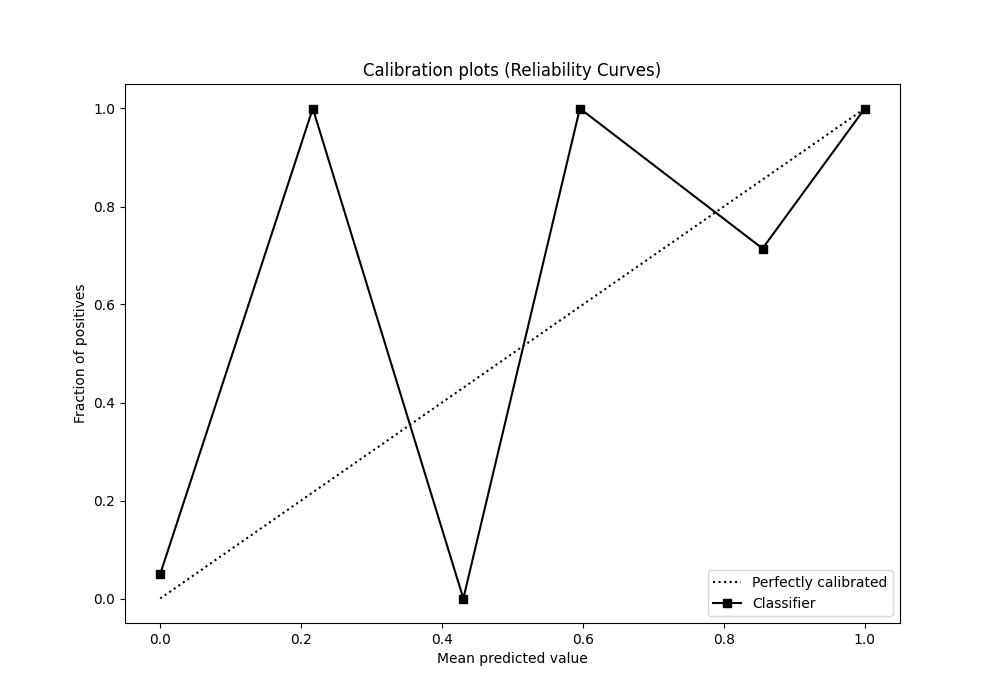 Calibration plots (Reliability Curves)
Fraction of positives
1.0
0.8
0.6
0.4
0.2
0.0
0.0 0.2 0.4 0.6 0.8 1.0
Mean predicted value
Perfectly calibrated
Classifier